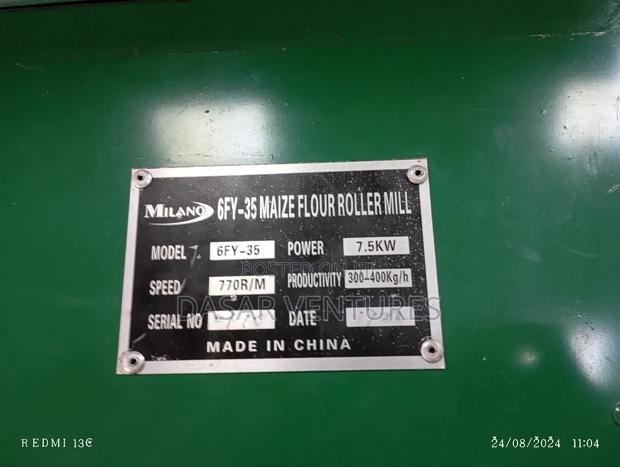 MILANO 6FY-35 MAIZE FLOUR ROLLER MILL
MODEL 6FY-35 POWER 7.5KW
SPEED 770R/M PRODUCTIVITY 300-400Kg/h
SERIAL NO DATE
MADE IN CHINA
POSTED ON
DASAR VENTURES
REDMI 13C 24/08/2024 11:04